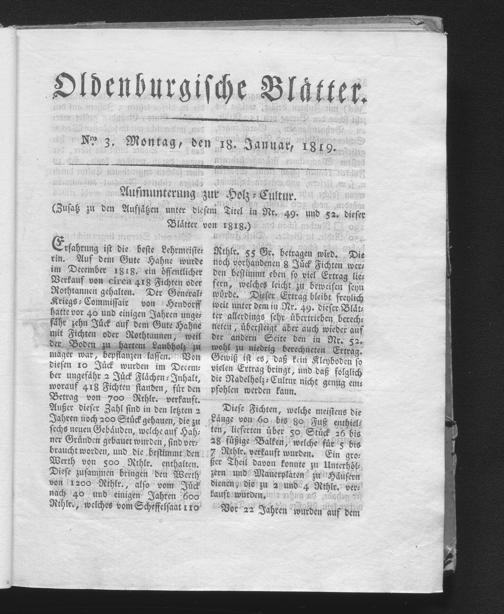 Oldenburgische Blätter.
Nro 3. Montag, den 18. Januar, 1819.
Aufmunterung zur Holz-Cultur.
(Zusatz zu den Aufsätzen unter diesem Titel in Nr. 49. und 52. dieser
Blätter von 1818.)
Erfahrung ist die beste Lehrmeiste-
rin. Auf dem Gute Hahne wurde
im December 1818. ein öffentlicher
Verkauf von circa 418 Fichten oder
Rothtannen gehalten. Der General-
Kriegs-Commissair von Hendorff
hatte vor 40 und einigen Jahren unge-
fähr zehn Jück auf dem Gute Hahne
mit Fichten oder Rothtannen, weil
der Boden zu hartem Laubholz zu
mager war, bepflanzen lassen. Von
diesen 10 Jück wurden im Decem-
ber ungefähr 2 Jück Flächen-Inhalt,
worauf 418 Fichten standen, für den
Betrag von 700 Rthlr. verkauft.
Außer dieser Zahl sind in den letzten 2
Jahren noch 200 Stück gehauen, die zu
sechs neuen Gebäuden, welche auf Hah-
ner Gründen gebauet wurden, sind ver-
braucht worden, und die bestimmt den
Werth von 500 Rthlr. enthalten.
Diese zusammen bringen den Werth
von 1200 Rthlr., also vom Jück
nach 40 und einigen Jahren 600
Rthlr., welches vom Scheffelsaat 110
Rthlr. 55 Gr. betragen wird. Die
noch vorhandenen 8 Jück Fichten wer-
den bestimmt eben so viel Ertrag lie-
fern, welches leicht zu beweisen seyn
würde. Dieser Ertrag bleibt freylich
weit unter dem in Nr. 49. dieser Blät-
ter allerdings sehr übertrieben berech-
neten, übersteigt aber auch wieder auf
der andern Seite den in Nr. 52.
wohl zu niedrig berechneten Ertrag.
Gewiß ist es, daß kein Kleyboden so
vielen Ertrag bringt, und daß folglich
die Nadelholz-Cultur nicht genug em-
pfohlen werden kann.
Diese Fichten, welche meistens die
Länge von 60 bis 80 Fuß enthiel-
ten, lieferten über 50 Stück 26 bis
28 füßige Balken, welche für 5 bis
7 Rthlr. verkauft wurden. Ein gro-
ßer Theil davon konnte zu Unterhöl-
zern und Mauerplaten zu Häusern
dienen, die zu 2 und 4 Rthlr. ver-
kauft wurden.
Vor 22 Jahren wurden auf dem